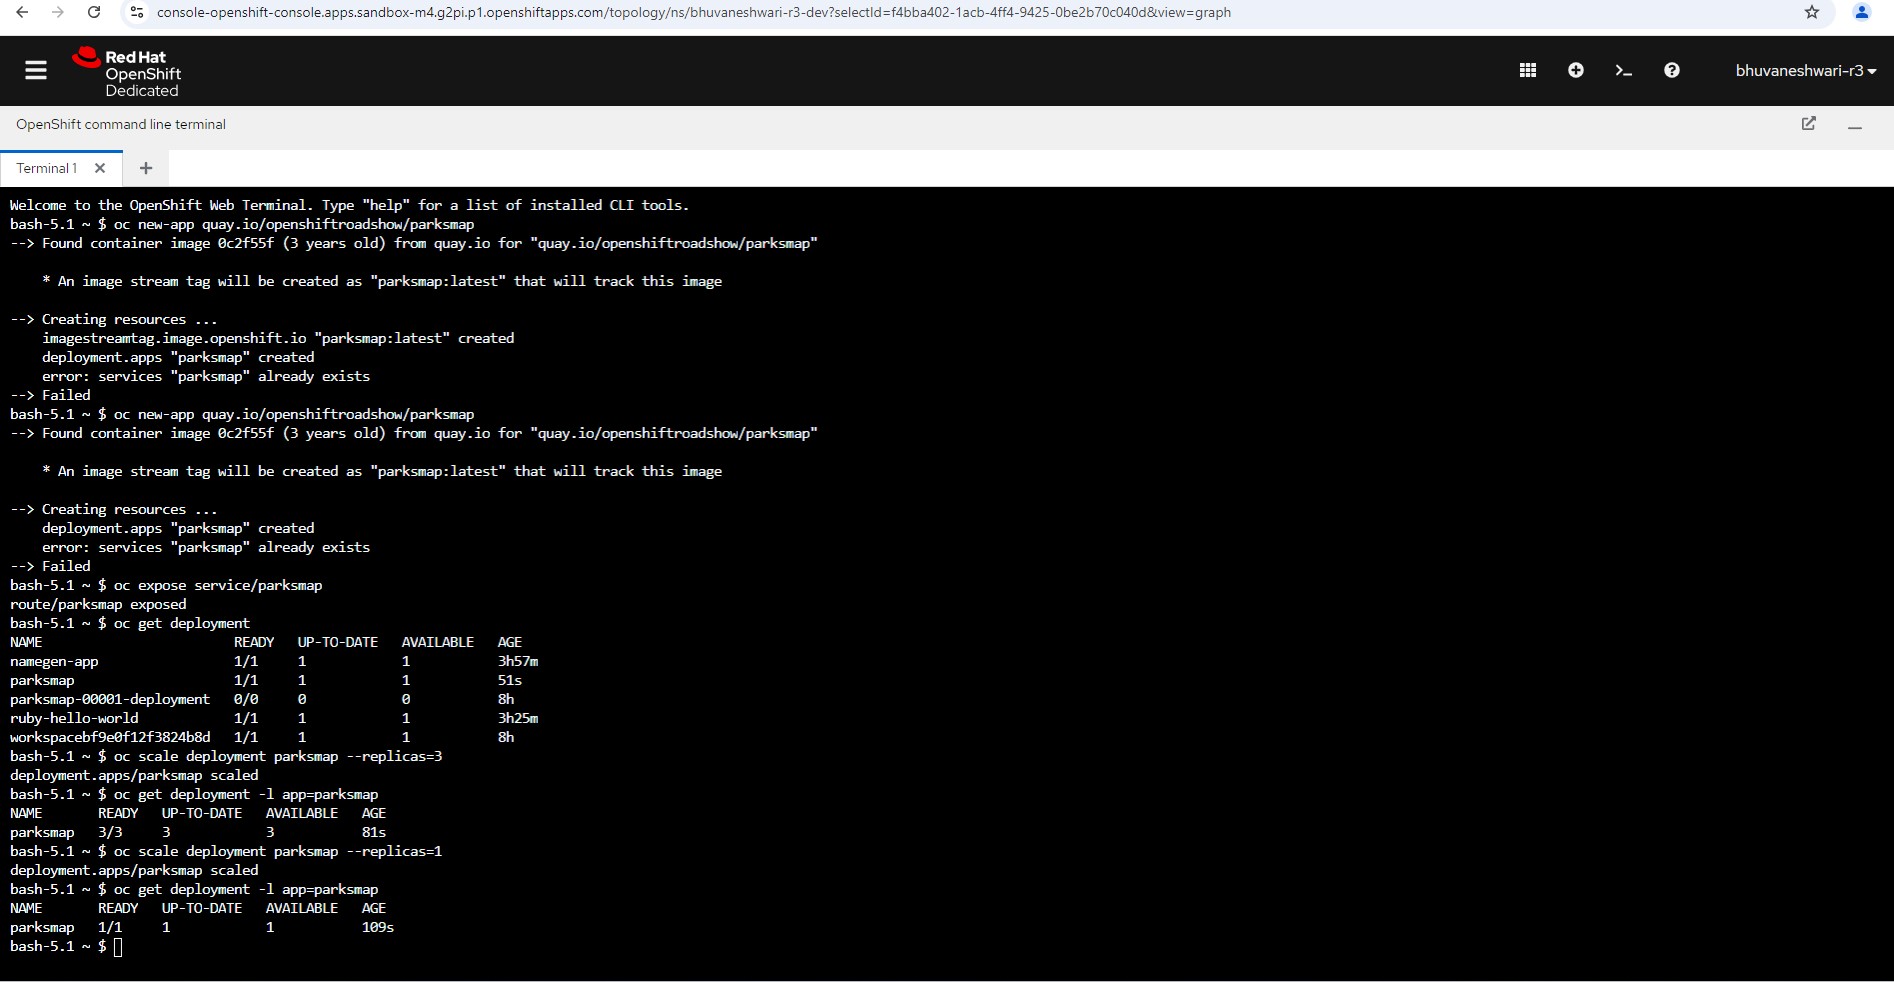 console-openshift-console.apps.sandbox-m4.g2pi.p1.openshiftapps.com/topology/ns/bhuvaneshwari-r3-dev?selectId=f4bba402-1acb-4ff4-9425-0be2b70c040d&view=graph
Red Hat
OpenShift
Dedicated
bhuvaneshwari-r3
OpenShift command line terminal
Terminal 1
Welcome to the OpenShift Web Terminal. Type "help" for a list of installed CLI tools.
bash-5.1 ~ $ oc new-app quay.io/openshiftroadshow/parksmap
--> Found container image 0c2f55f (3 years old) from quay.io for "quay.io/openshiftroadshow/parksmap"
* An image stream tag will be created as "parksmap:latest" that will track this image
--> Creating resources ...
imagestreamtag.image.openshift.io "parksmap:latest" created
deployment.apps "parksmap" created
error: services "parksmap" already exists
--> Failed
bash-5.1 ~ $ oc new-app quay.io/openshiftroadshow/parksmap
--> Found container image 0c2f55f (3 years old) from quay.io for "quay.io/openshiftroadshow/parksmap"
* An image stream tag will be created as "parksmap:latest" that will track this image
--> Creating resources ...
deployment.apps "parksmap" created
error: services "parksmap" already exists
--> Failed
bash-5.1 ~ $ oc expose service/parksmap
route/parksmap exposed
bash-5.1 ~ $ oc get deployment
NAME READY UP-TO-DATE AVAILABLE AGE
namegen-app 1/1 1 1 3h57m
parksmap 1/1 1 1 51s
parksmap-00001-deployment 0/0 0 0 8h
ruby-hello-world 1/1 1 1 3h25m
workspacebf9e0f12f3824b8d 1/1 1 1 8h
bash-5.1 ~ $ oc scale deployment parksmap --replicas=3
deployment.apps/parksmap scaled
bash-5.1 ~ $ oc get deployment -l app=parksmap
NAME READY UP-TO-DATE AVAILABLE AGE
parksmap 3/3 3 3 81s
bash-5.1 ~ $ oc scale deployment parksmap --replicas=1
deployment.apps/parksmap scaled
bash-5.1 ~ $ oc get deployment -l app=parksmap
NAME READY UP-TO-DATE AVAILABLE AGE
parksmap 1/1 1 1 109s
bash-5.1 ~ $